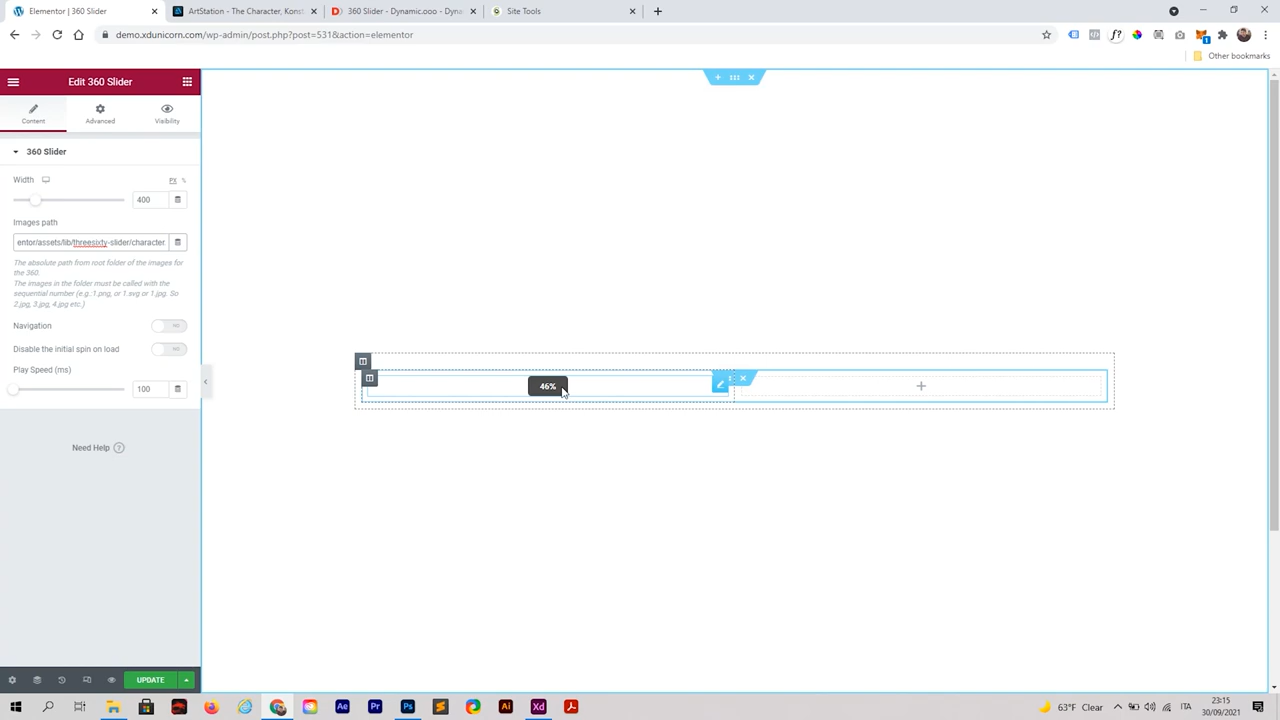 Elementor | 360 Slider
ArtStation - The Character, Konst
360 Slider - Dynamic.ooo - Dyna
Site Tools
demo.xdunicorn.com/wp-admin/post.php?post=531&action=elementor
Other bookmarks
Edit 360 Slider
Content
Advanced
Visibility
360 Slider
Width
PX %
400
Images path
entor/assets/lib/threesixty-slider/character
The absolute path from root folder of the images for
the 360.
The images in the folder must be called with the
sequential number (e.g.:1.png, or 1.svg or 1.jpg. So
2.jpg, 3.jpg, 4.jpg etc.)
Navigation
NO
Disable the initial spin on load
NO
Play Speed (ms)
100
46%
Need Help ?
UPDATE
63°F Clear
ITA
23:15
30/09/2021